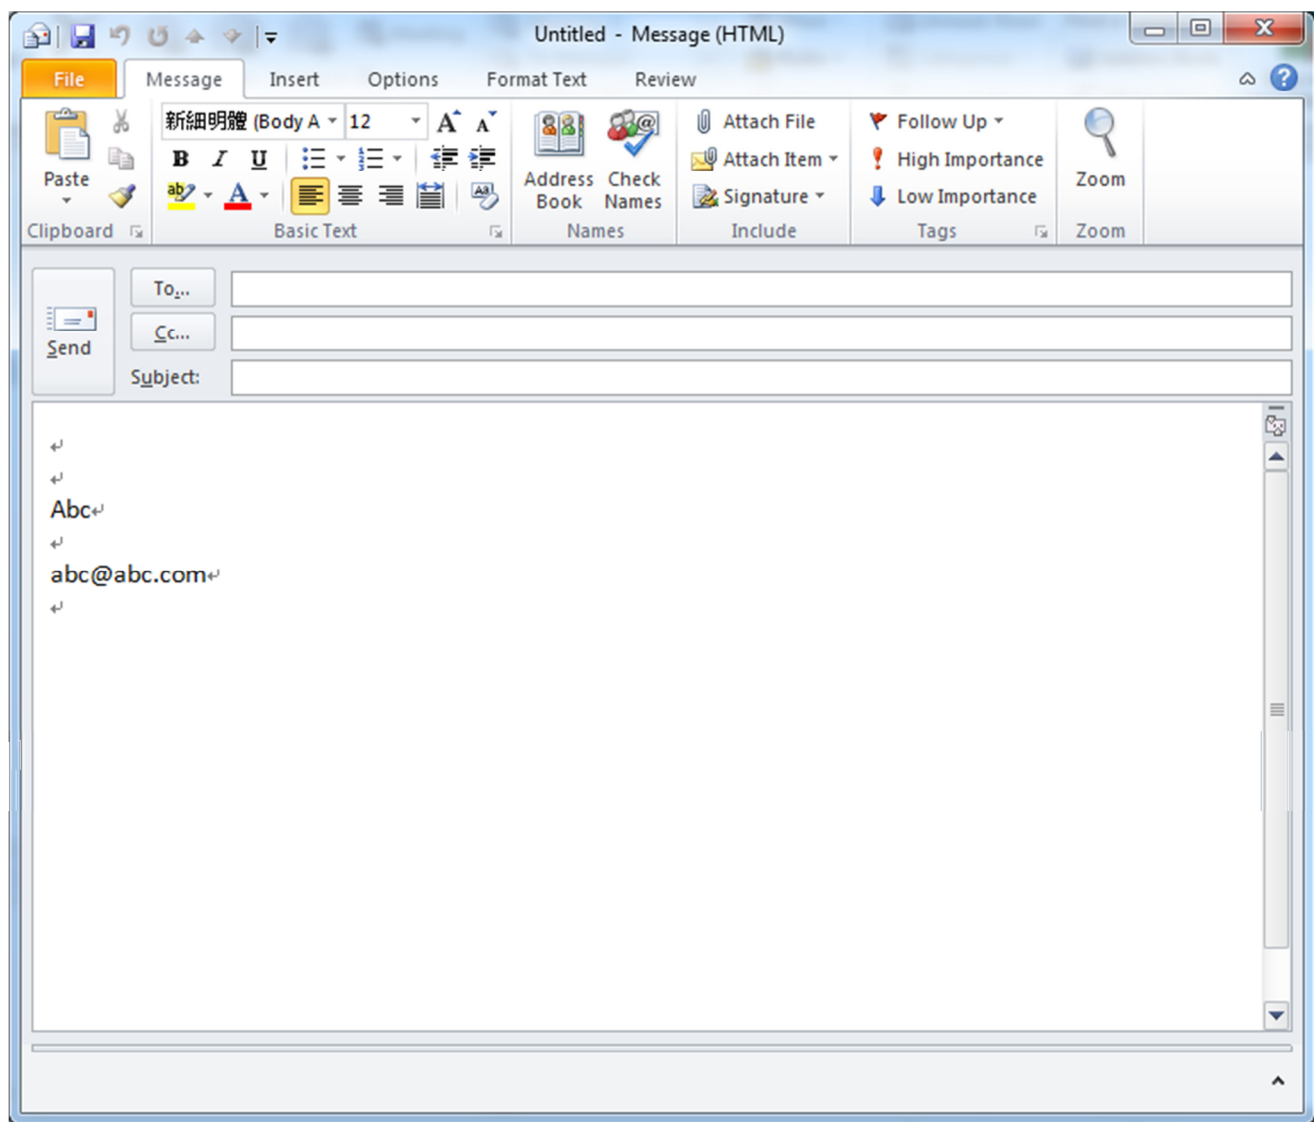 Untitled - Message (HTML)
File Message Insert Options Format Text Review
Paste
Clipboard
新細明體 (Body A 12 A A
B I U
ab A Aa
Basic Text
Address Book
Check Names
Names
Attach File
Attach Item
Signature
Include
Follow Up
High Importance
Low Importance
Tags
Zoom
Zoom
Send
To...
Cc...
Subject:
Abc
abc@abc.com